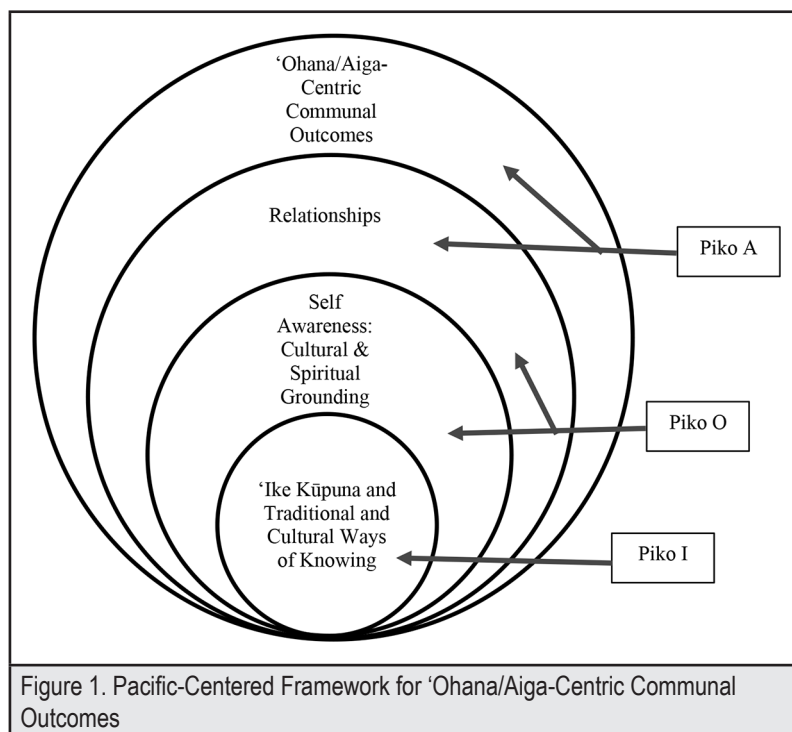 ‘Ohana/Aiga-
Centric
Communal
Outcomes
Relationships
Piko A
Self
Awareness:
Cultural &
Spiritual
Grounding
Piko O
‘Ike Kūpuna and
Traditional and
Cultural Ways
of Knowing
Piko I
Figure 1. Pacific-Centered Framework for ‘Ohana/Aiga-Centric Communal
Outcomes